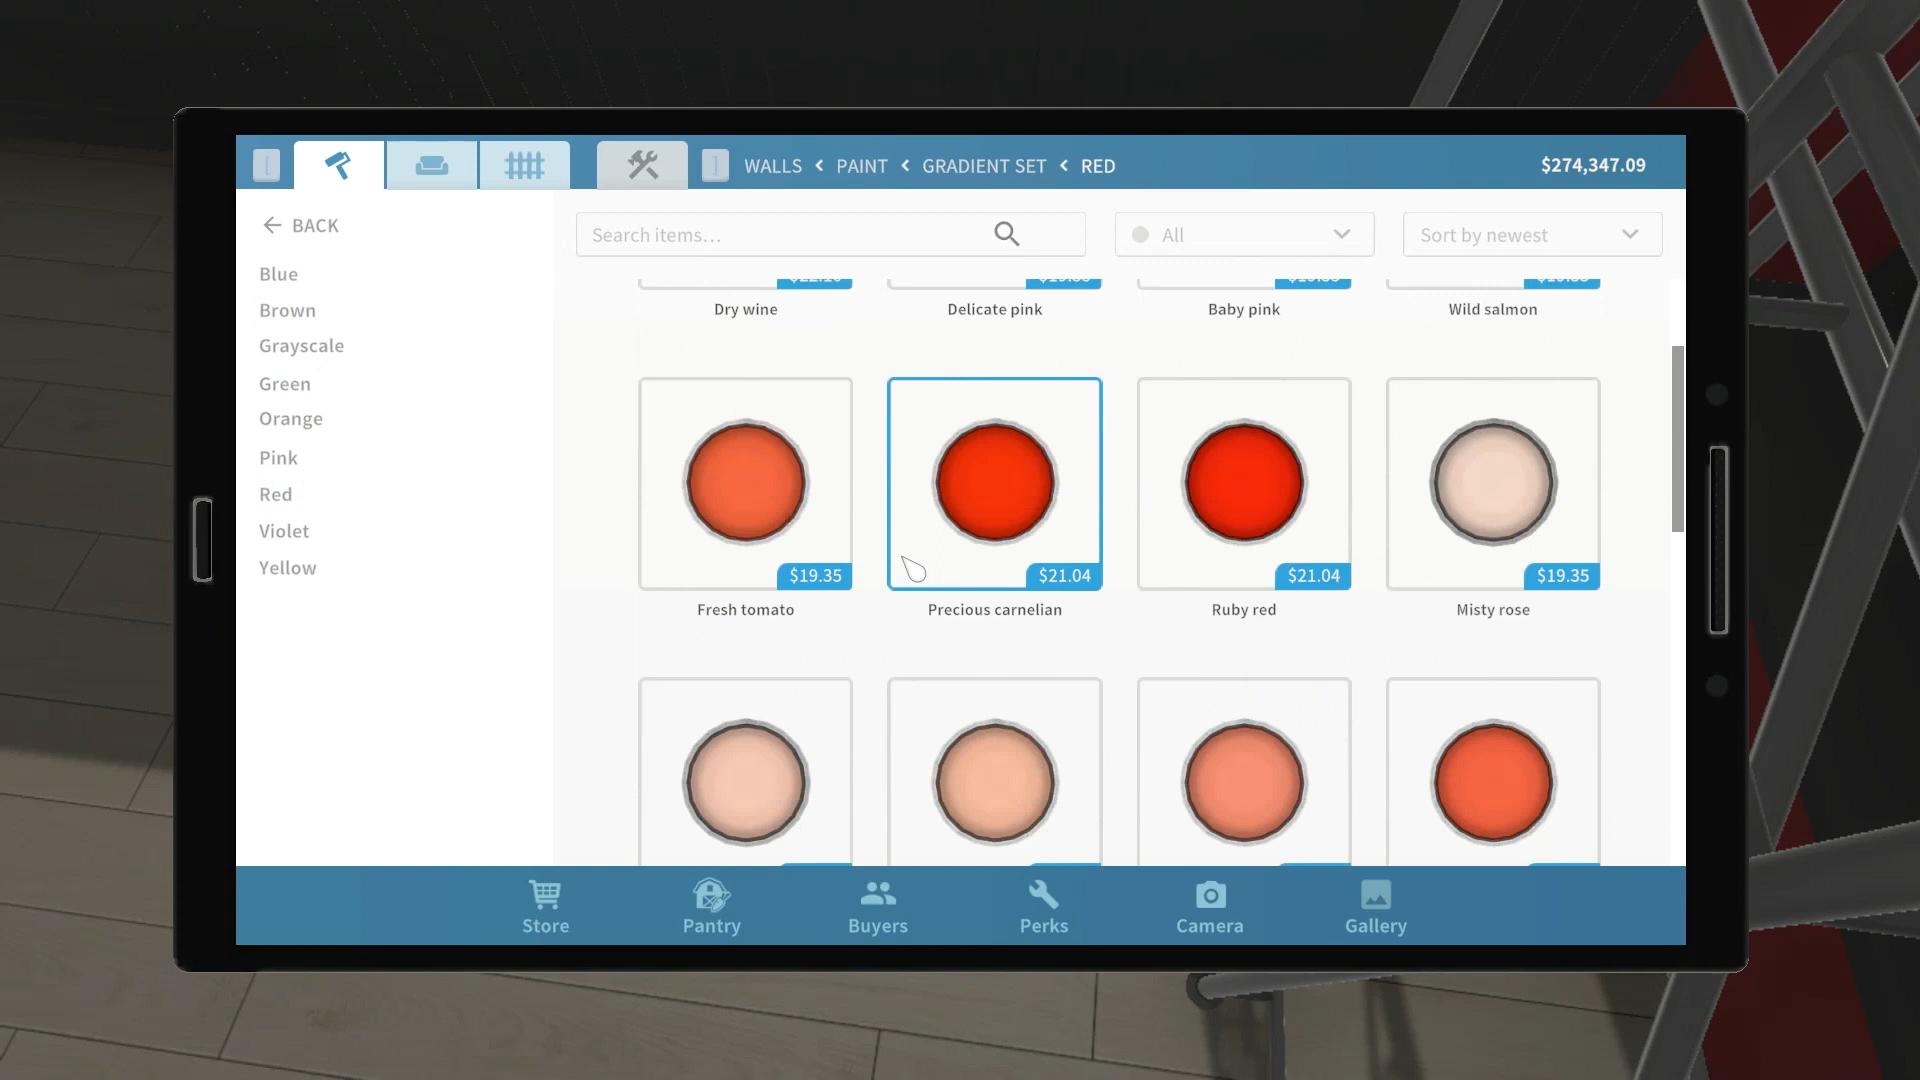 WALLS < PAINT < GRADIENT SET < RED
$274,347.09
BACK
Search items...
All
Sort by newest
Blue
Brown
Grayscale
Green
Orange
Pink
Red
Violet
Yellow
Dry wine
Delicate pink
Baby pink
Wild salmon
$19.35
$21.04
$21.04
$19.35
Fresh tomato
Precious carnelian
Ruby red
Misty rose
Store
Pantry
Buyers
Perks
Camera
Gallery